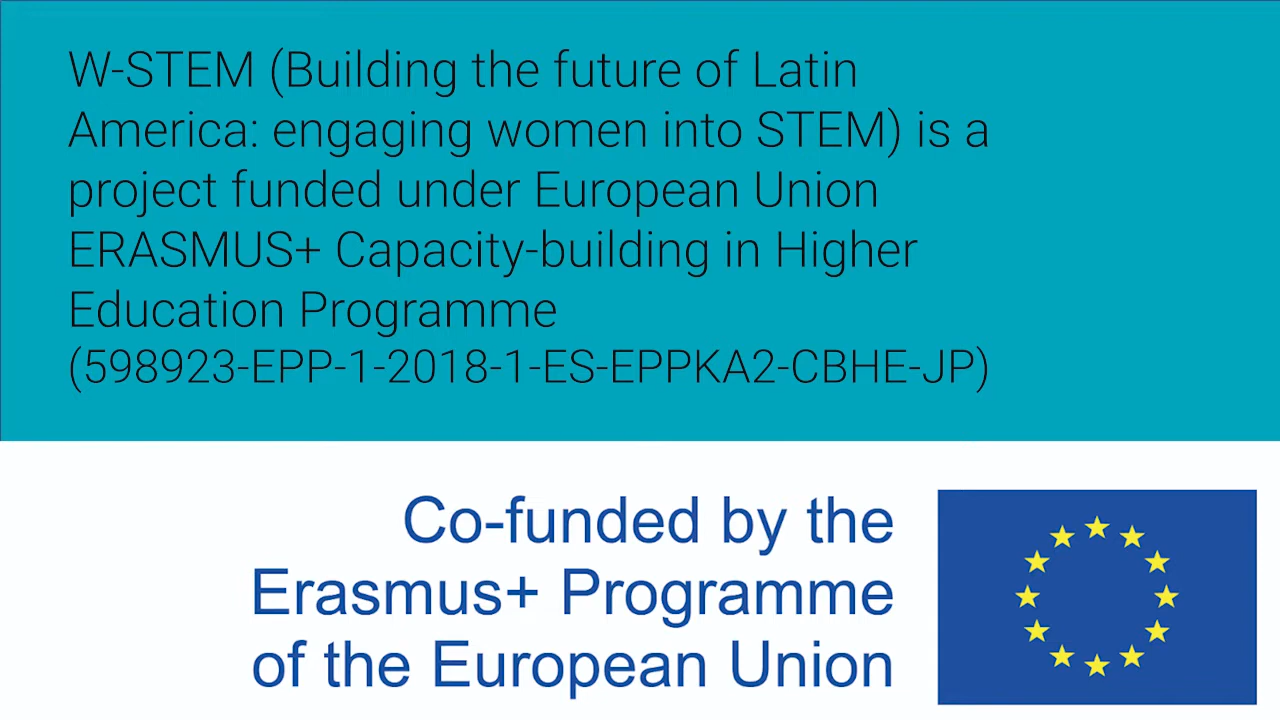 W-STEM (Building the future of Latin
America: engaging women into STEM) is a
project funded under European Union
ERASMUS+ Capacity-building in Higher
Education Programme
(598923-EPP-1-2018-1-ES-EPPKA2-CBHE-JP)
Co-funded by the
Erasmus+ Programme
of the European Union